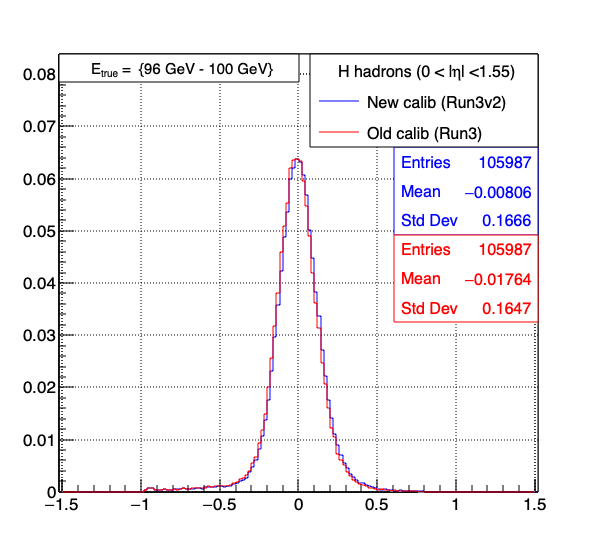 E_true = {96 GeV - 100 GeV}
H hadrons (0 < |η| <1.55)
New calib (Run3v2)
Old calib (Run3)
Entries 105987
Mean −0.00806
Std Dev 0.1666
Entries 105987
Mean −0.01764
Std Dev 0.1647
0.08
0.07
0.06
0.05
0.04
0.03
0.02
0.01
0
−1.5 −1 −0.5 0 0.5 1 1.5